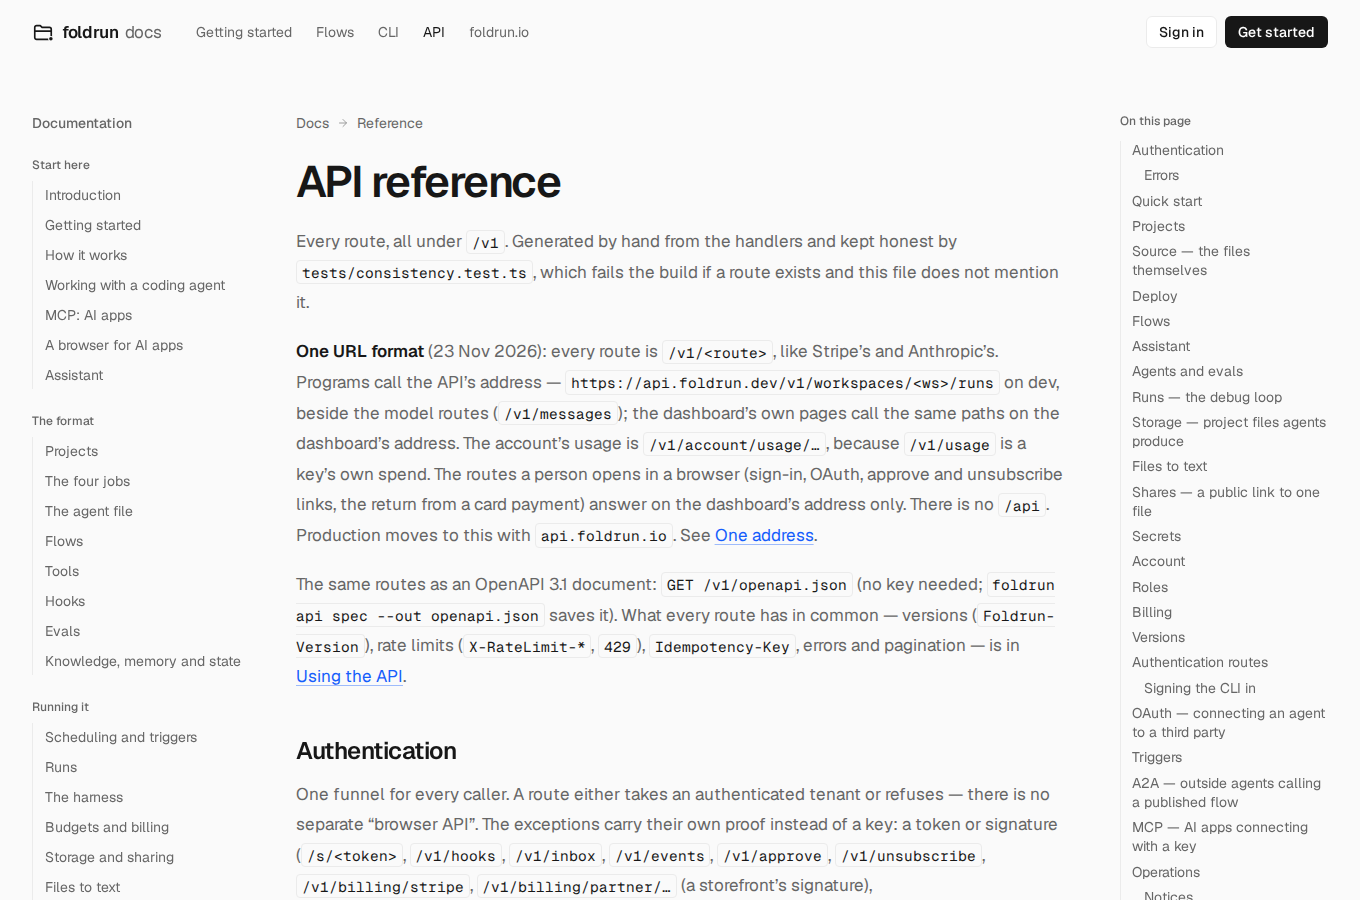 foldrun docs
Getting started
Flows
CLI
API
foldrun.io
Sign in
Get started
Documentation
Start here
Introduction
Getting started
How it works
Working with a coding agent
MCP: AI apps
A browser for AI apps
Assistant
The format
Projects
The four jobs
The agent file
Flows
Tools
Hooks
Evals
Knowledge, memory and state
Running it
Scheduling and triggers
Runs
The harness
Budgets and billing
Storage and sharing
Files to text
Docs → Reference
API reference
Every route, all under /v1. Generated by hand from the handlers and kept honest by
tests/consistency.test.ts, which fails the build if a route exists and this file does not mention
it.
One URL format (23 Nov 2026): every route is /v1/<route>, like Stripe’s and Anthropic’s.
Programs call the API’s address — https://api.foldrun.dev/v1/workspaces/<ws>/runs on dev,
beside the model routes (/v1/messages); the dashboard’s own pages call the same paths on the
dashboard’s address. The account’s usage is /v1/account/usage/…, because /v1/usage is a
key’s own spend. The routes a person opens in a browser (sign-in, OAuth, approve and unsubscribe
links, the return from a card payment) answer on the dashboard’s address only. There is no /api.
Production moves to this with api.foldrun.io. See One address.
The same routes as an OpenAPI 3.1 document: GET /v1/openapi.json (no key needed; foldrun
api spec --out openapi.json saves it). What every route has in common — versions (Foldrun-
Version), rate limits (X-RateLimit-*, 429), Idempotency-Key, errors and pagination — is in
Using the API.
Authentication
One funnel for every caller. A route either takes an authenticated tenant or refuses — there is no
separate “browser API”. The exceptions carry their own proof instead of a key: a token or signature
(/s/<token>, /v1/hooks, /v1/inbox, /v1/events, /v1/approve, /v1/unsubscribe,
/v1/billing/stripe, /v1/billing/partner/… (a storefront’s signature),
On this page
Authentication
Errors
Quick start
Projects
Source — the files
themselves
Deploy
Flows
Assistant
Agents and evals
Runs — the debug loop
Storage — project files agents
produce
Files to text
Shares — a public link to one
file
Secrets
Account
Roles
Billing
Versions
Authentication routes
Signing the CLI in
OAuth — connecting an agent
to a third party
Triggers
A2A — outside agents calling
a published flow
MCP — AI apps connecting
with a key
Operations
Notices